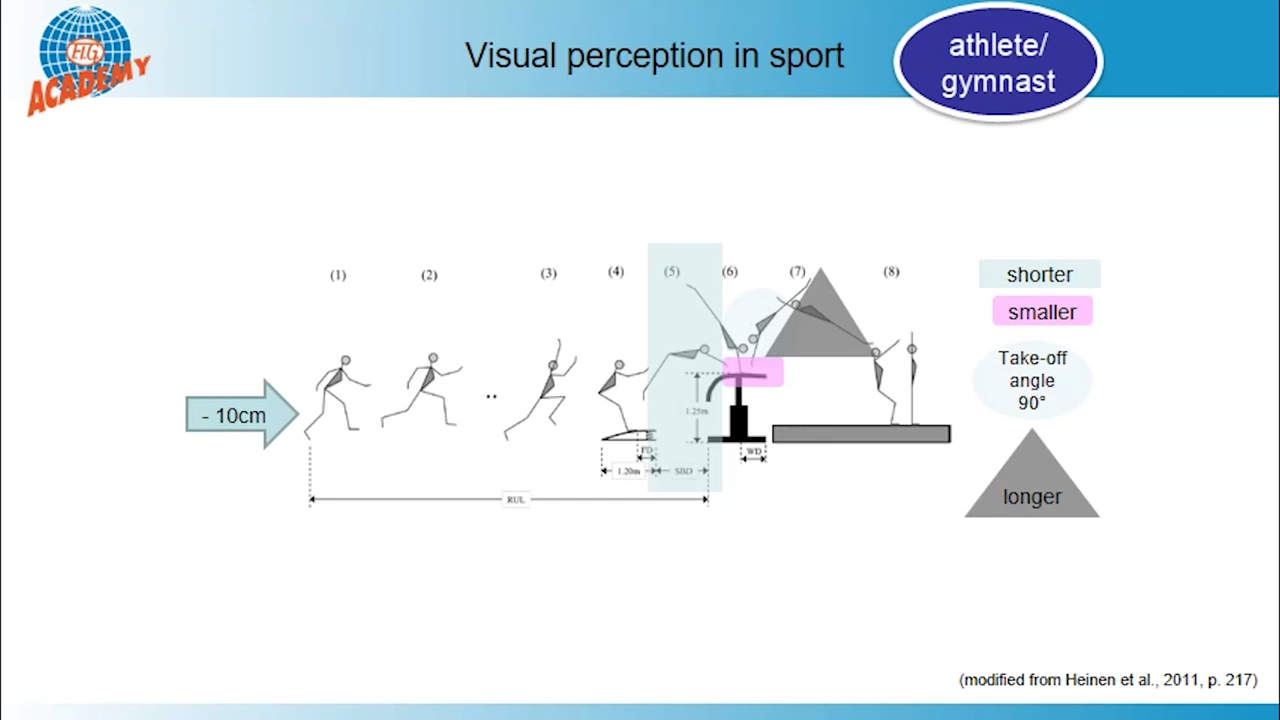 FIG
ACADEMY
Visual perception in sport
athlete/
gymnast
(1) (2) (3) (4) (5) (6) (7) (8)
shorter
smaller
Take-off
angle
90°
longer
- 10cm
..
1.25m
FD
WD
1.20m
SBD
RUL
(modified from Heinen et al., 2011, p. 217)